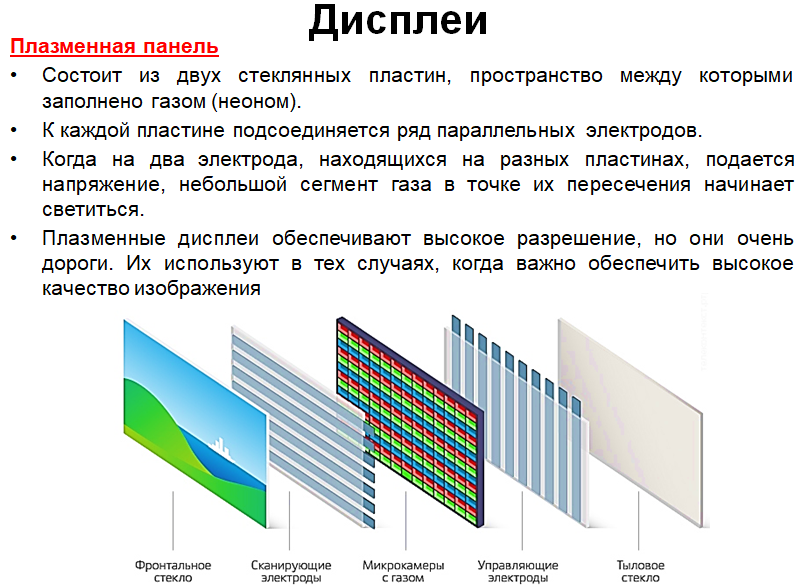 Дисплеи
Плазменная панель
• Состоит из двух стеклянных пластин, пространство между которыми
заполнено газом (неоном).
• К каждой пластине подсоединяется ряд параллельных электродов.
• Когда на два электрода, находящихся на разных пластинах, подается
напряжение, небольшой сегмент газа в точке их пересечения начинает
светиться.
• Плазменные дисплеи обеспечивают высокое разрешение, но они очень
дороги. Их используют в тех случаях, когда важно обеспечить высокое
качество изображения
Фронтальное
стекло
Сканирующие
электроды
Микрокамеры
с газом
Управляющие
электроды
Тыловое
стекло